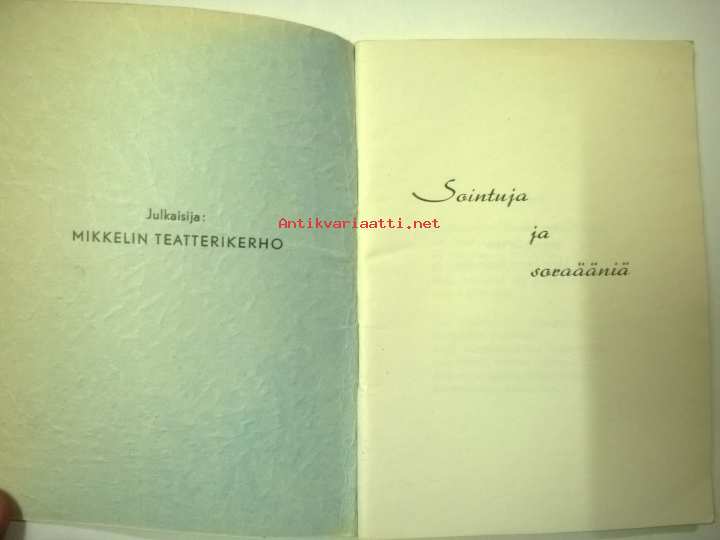 Julkaisija:
MIKKELIN TEATTERIKERHO
Antikvariaatti.net
Sointuja
ja
soraääniä